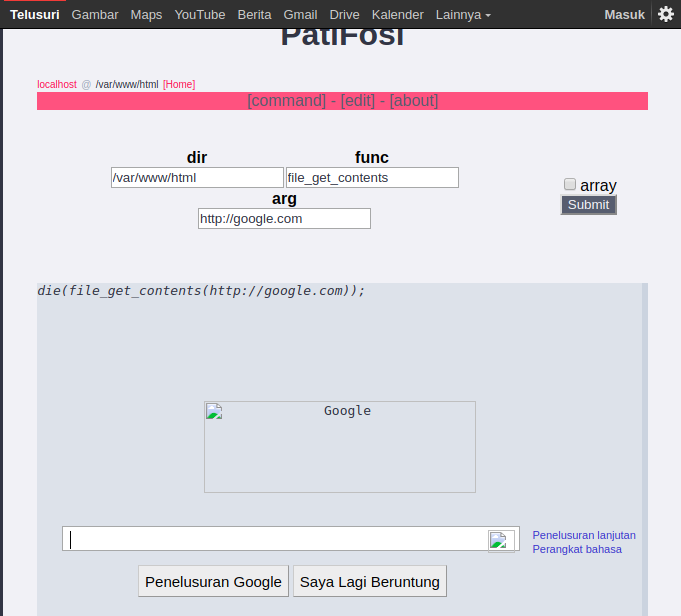 Telusuri Gambar Maps YouTube Berita Gmail Drive Kalender Lainnya Masuk
PatiFosi
localhost @ /var/www/html [Home]
[command] - [edit] - [about]
dir func
/var/www/html file_get_contents
array
arg Submit
http://google.com
die(file_get_contents(http://google.com));
Google
Penelusuran lanjutan
Perangkat bahasa
Penelusuran Google Saya Lagi Beruntung